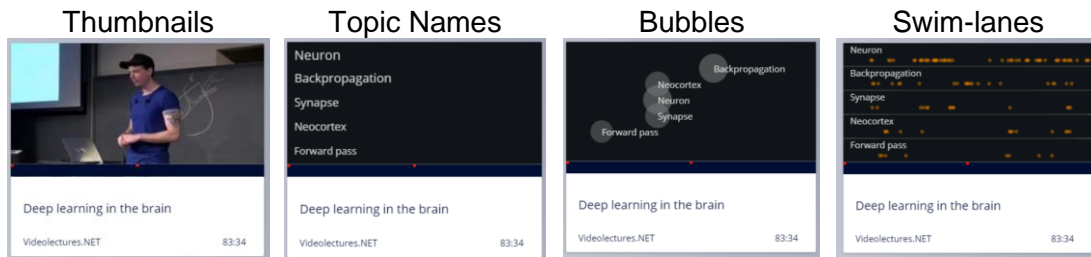 Thumbnails
Deep learning in the brain
Videolectures.NET 83:34
Topic Names
Neuron
Backpropagation
Synapse
Neocortex
Forward pass
Deep learning in the brain
Videolectures.NET 83:34
Bubbles
Backpropagation
Neocortex
Neuron
Synapse
Forward pass
Deep learning in the brain
Videolectures.NET 83:34
Swim-lanes
Neuron
Backpropagation
Synapse
Neocortex
Forward pass
Deep learning in the brain
Videolectures.NET 83:34